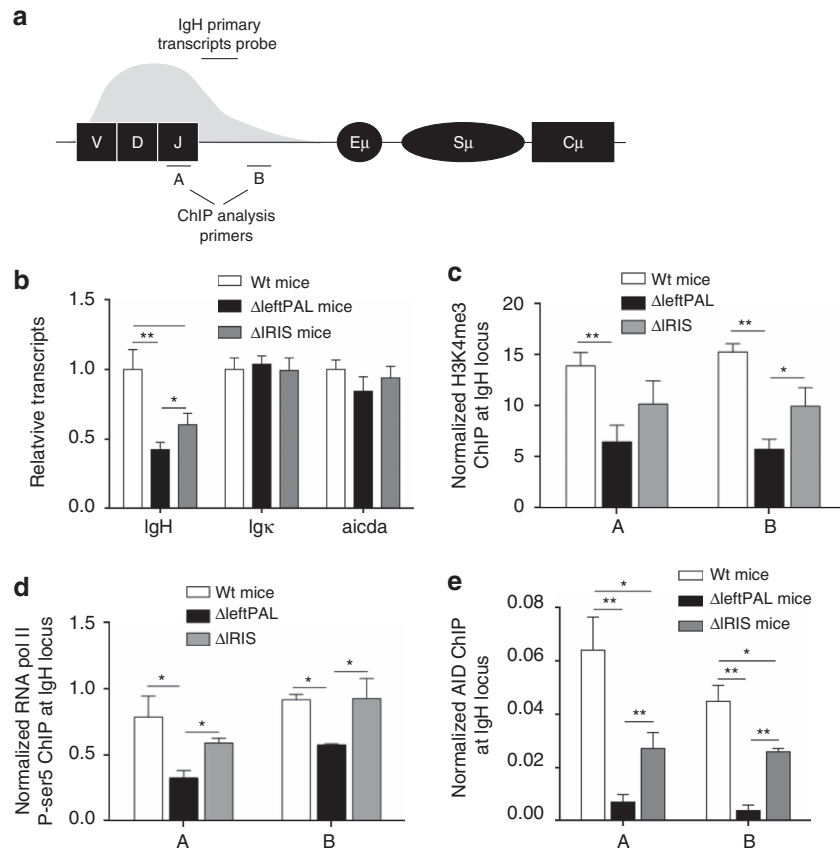 a
IgH primary
transcripts probe
V D J Eμ Sμ Cμ
A B
ChIP analysis
primers
b
Wt mice
ΔleftPAL mice
ΔIRIS mice
Relatvive transcripts
1.5
1.0
0.5
0.0
**
*
IgH Igκ aicda
c
Wt mice
ΔleftPAL
ΔIRIS
Normalized H3K4me3
ChIP at IgH locus
20
15
10
5
0
** **
*
A B
d
Wt mice
ΔleftPAL
ΔIRIS
Normalized RNA pol II
P-ser5 ChIP at IgH locus
1.5
1.0
0.5
0.0
* * * *
A B
e
Wt mice
ΔleftPAL mice
ΔIRIS mice
Normalized AID ChIP
at IgH locus
0.08
0.06
0.04
0.02
0.00
*
**
**
*
**
**
A B